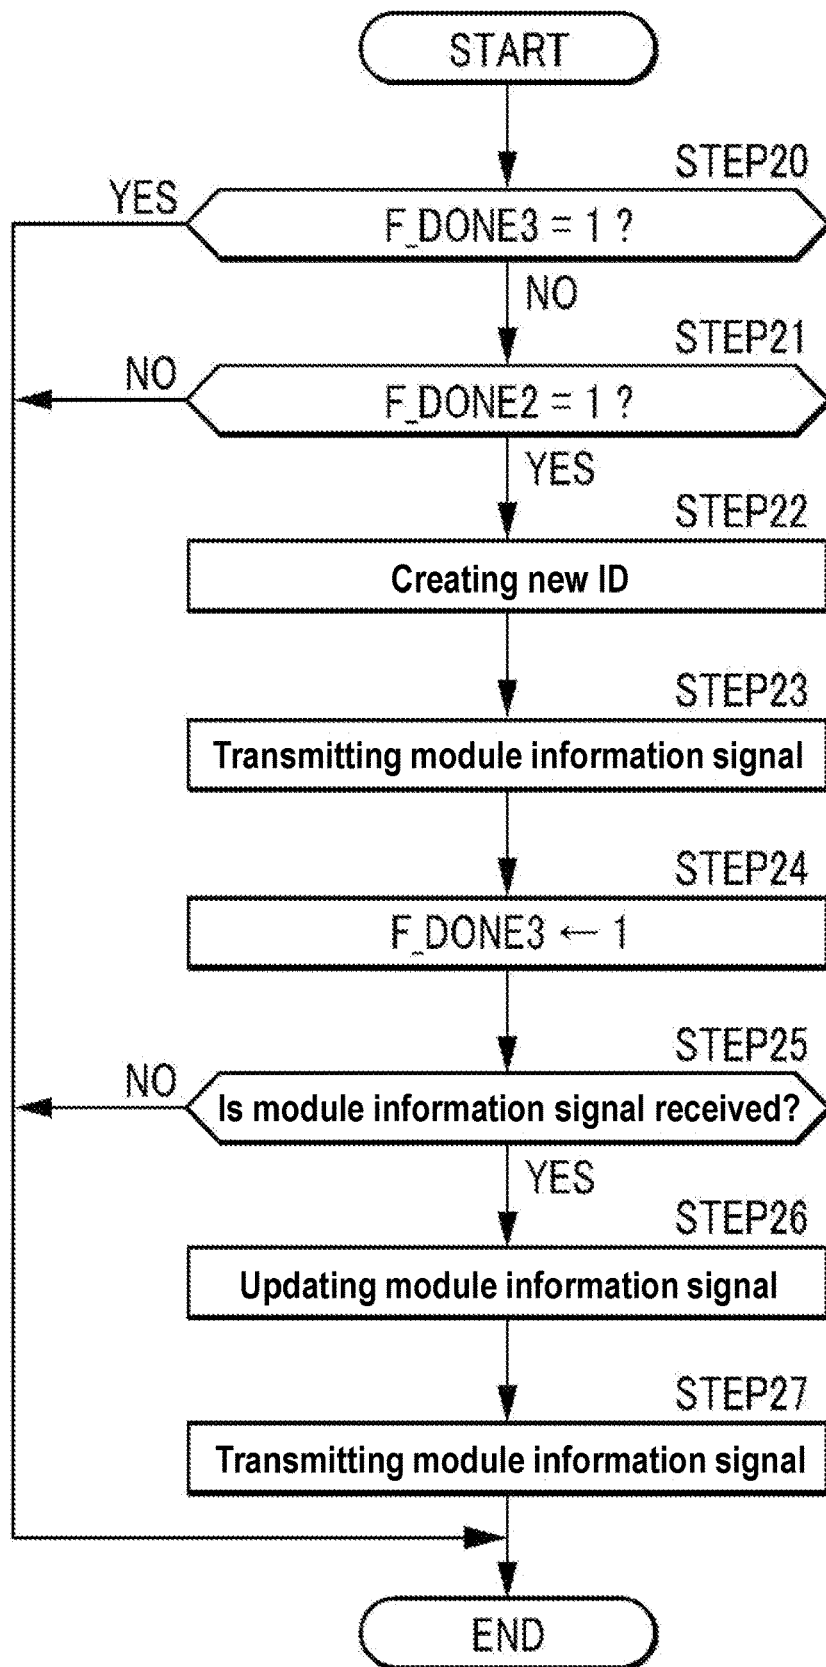 START
STEP20
YES
F_DONE3 = 1 ?
NO
STEP21
NO
F_DONE2 = 1 ?
YES
STEP22
Creating new ID
STEP23
Transmitting module information signal
STEP24
F_DONE3 ← 1
STEP25
NO
Is module information signal received?
YES
STEP26
Updating module information signal
STEP27
Transmitting module information signal
END